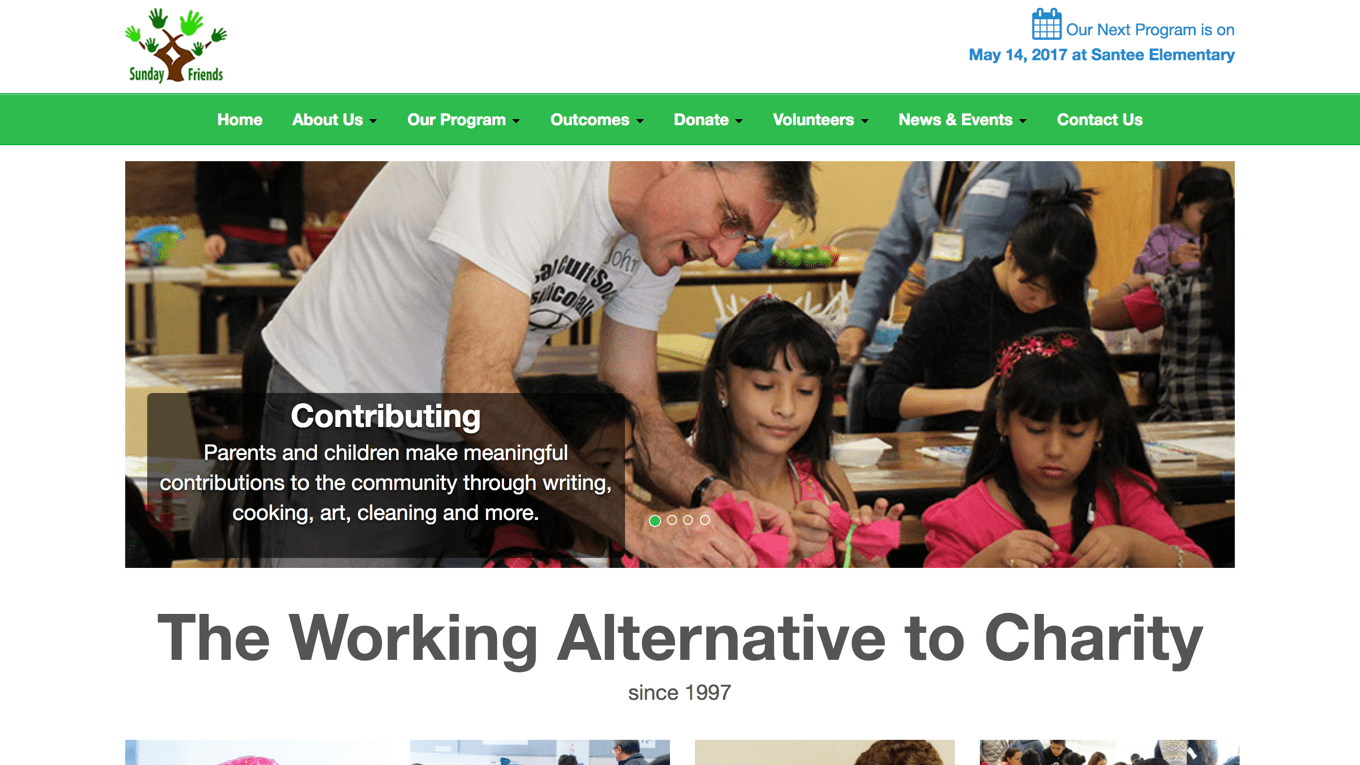 Sunday Friends
Our Next Program is on
May 14, 2017 at Santee Elementary
Home About Us Our Program Outcomes Donate Volunteers News & Events Contact Us
John
Contributing
Parents and children make meaningful
contributions to the community through writing,
cooking, art, cleaning and more.
The Working Alternative to Charity
since 1997